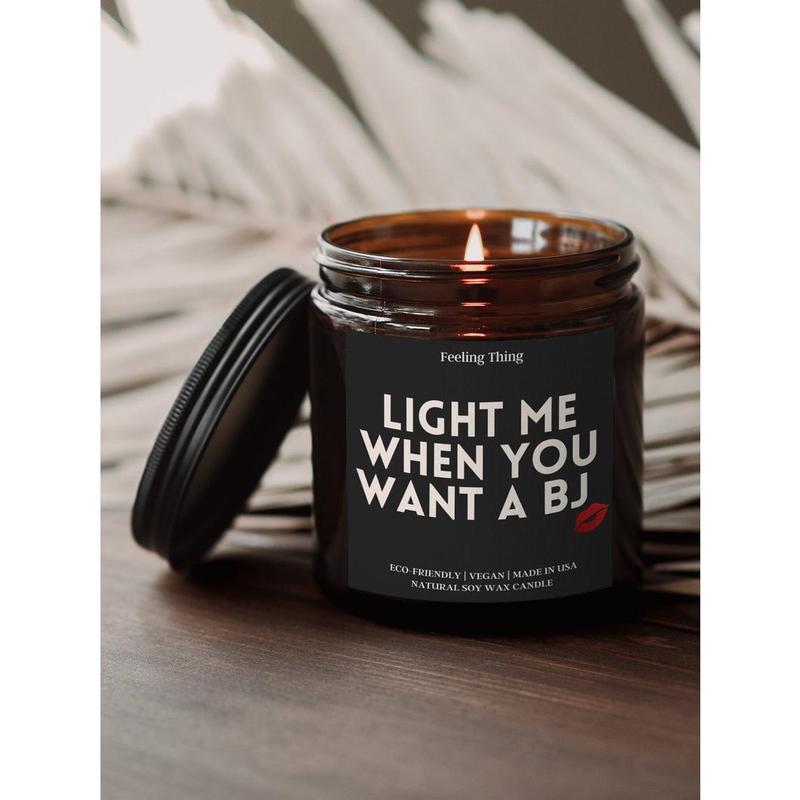 Feeling Thing
LIGHT ME
WHEN YOU
WANT A BJ
ECO-FRIENDLY | VEGAN | MADE IN USA
NATURAL SOY WAX CANDLE